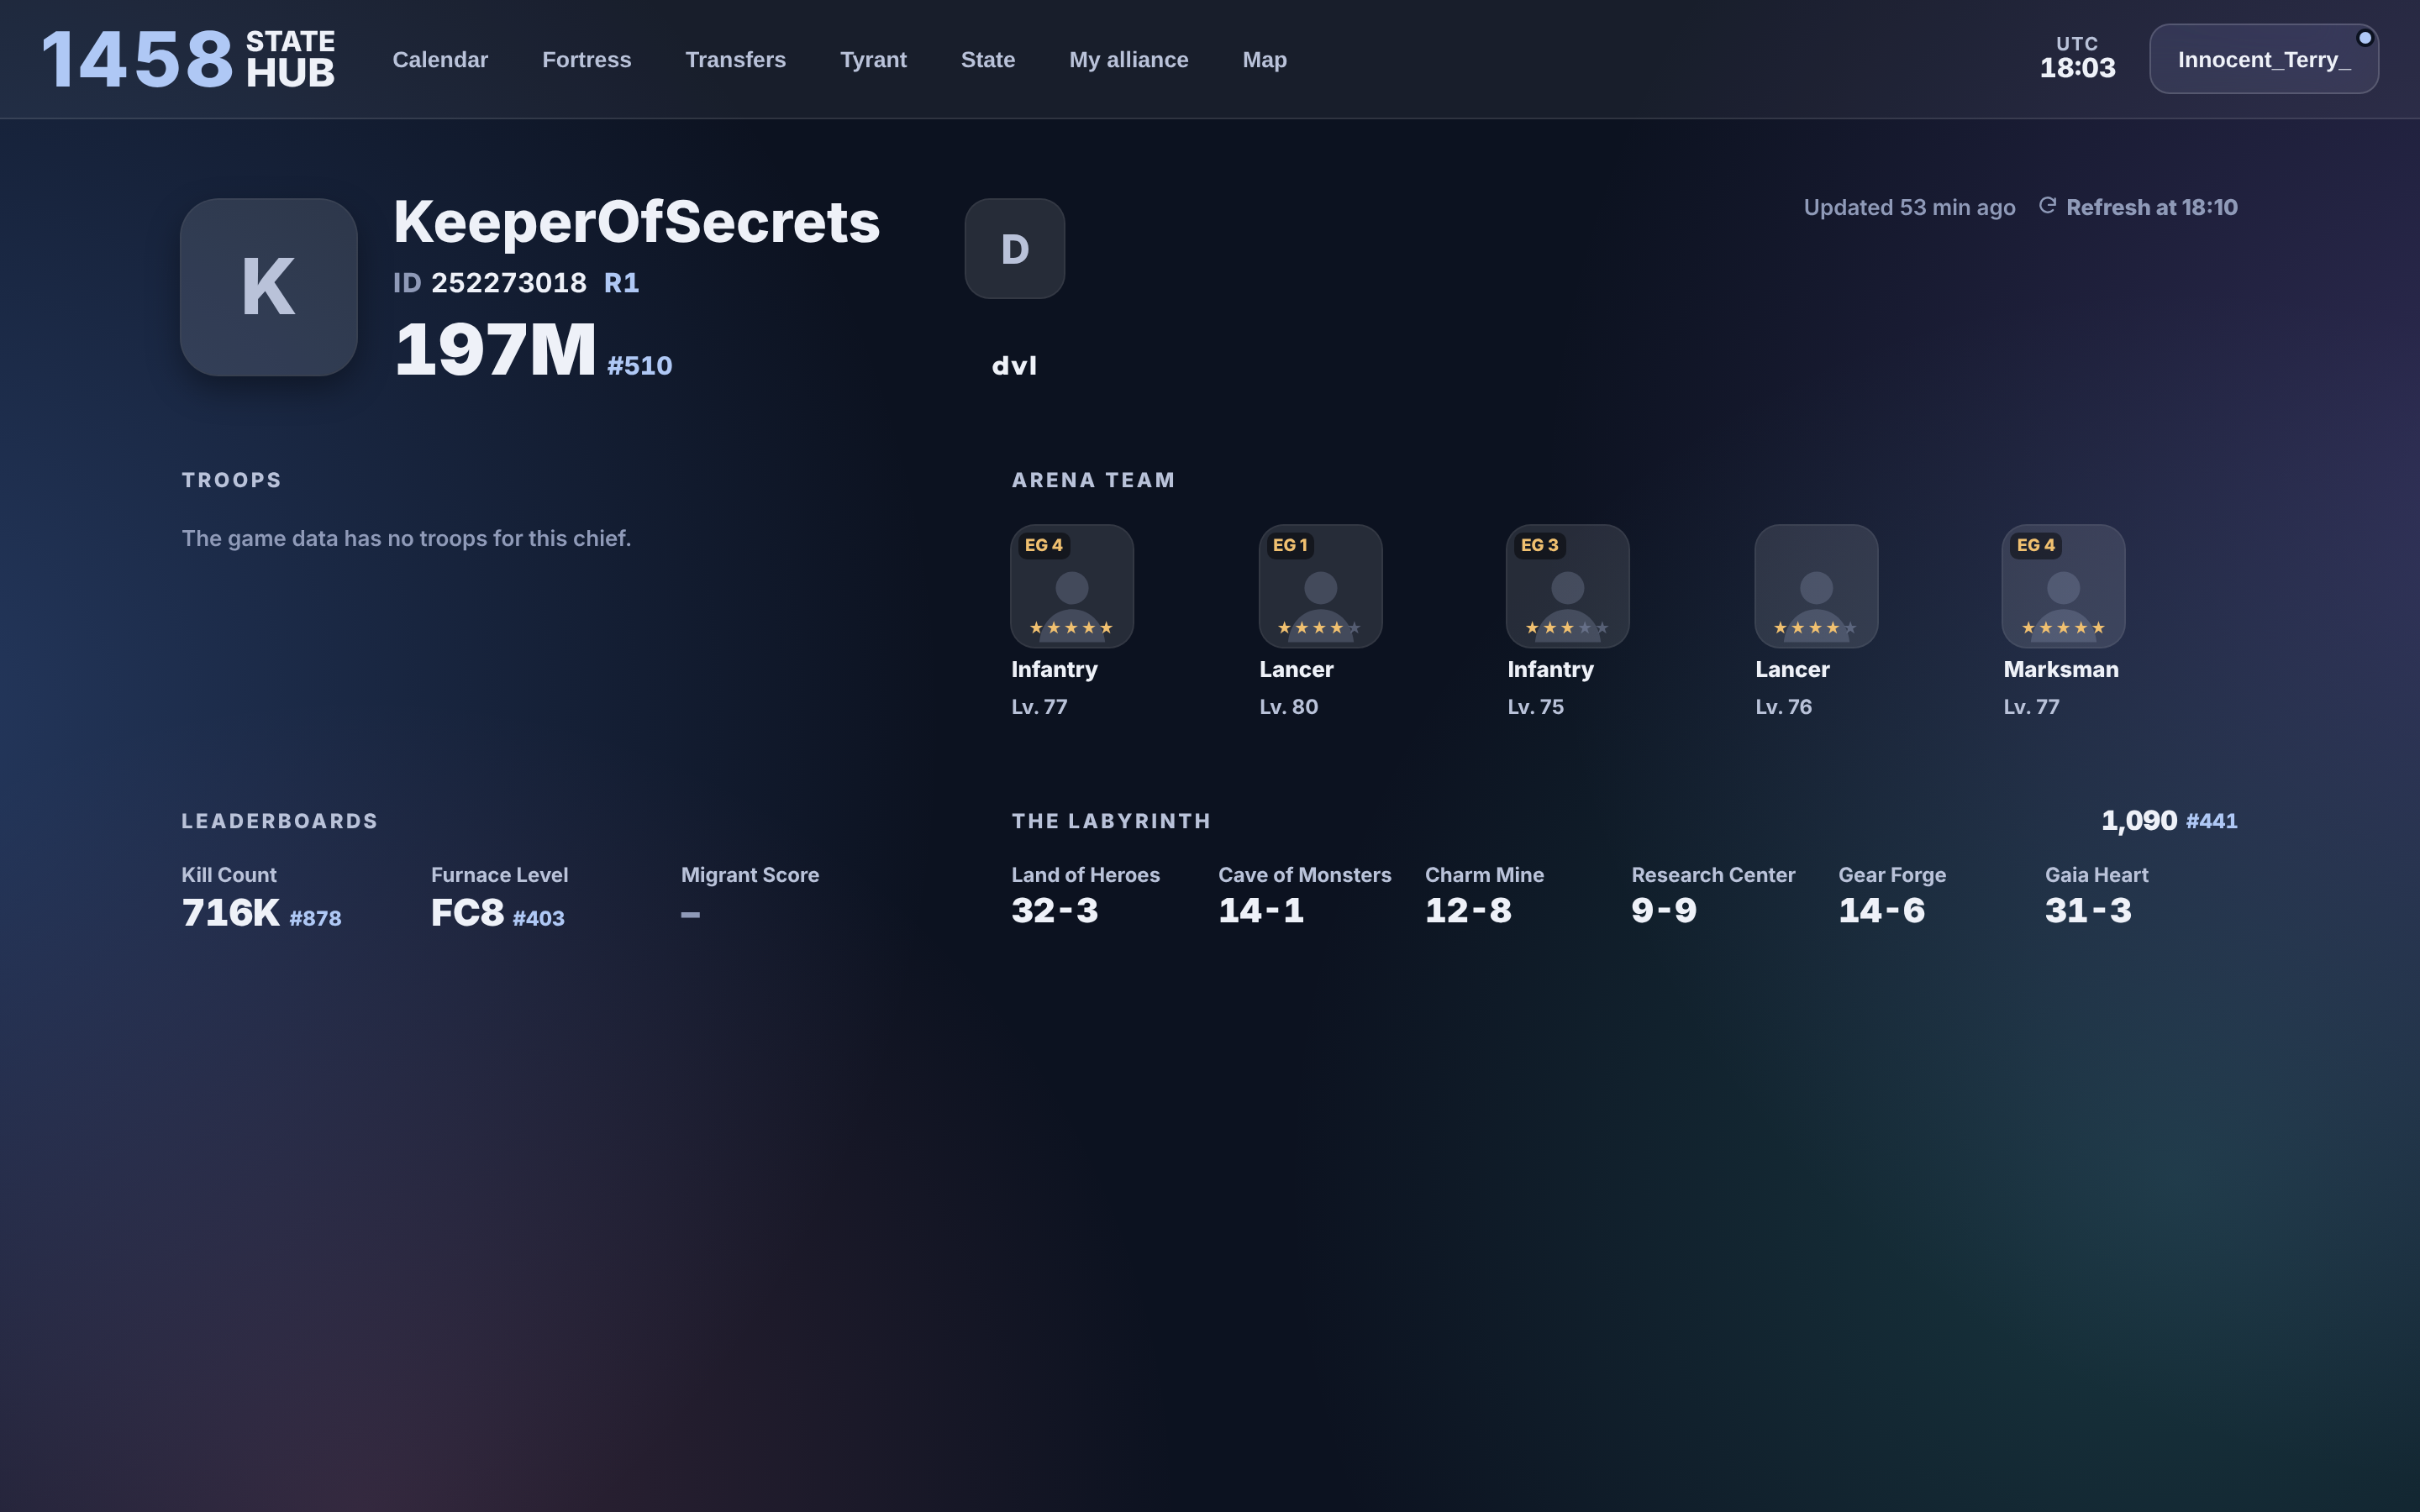 1458 STATE HUB
Calendar Fortress Transfers Tyrant State My alliance Map
UTC 18:03
Innocent_Terry_
K
KeeperOfSecrets
ID 252273018 R1
197M #510
D
dvl
Updated 53 min ago Refresh at 18:10
TROOPS
The game data has no troops for this chief.
ARENA TEAM
EG 4 EG 1 EG 3 EG 4
Infantry Lancer Infantry Lancer Marksman
Lv. 77 Lv. 80 Lv. 75 Lv. 76 Lv. 77
LEADERBOARDS
Kill Count Furnace Level Migrant Score
716K #878 FC8 #403 –
THE LABYRINTH 1,090 #441
Land of Heroes Cave of Monsters Charm Mine Research Center Gear Forge Gaia Heart
32-3 14-1 12-8 9-9 14-6 31-3